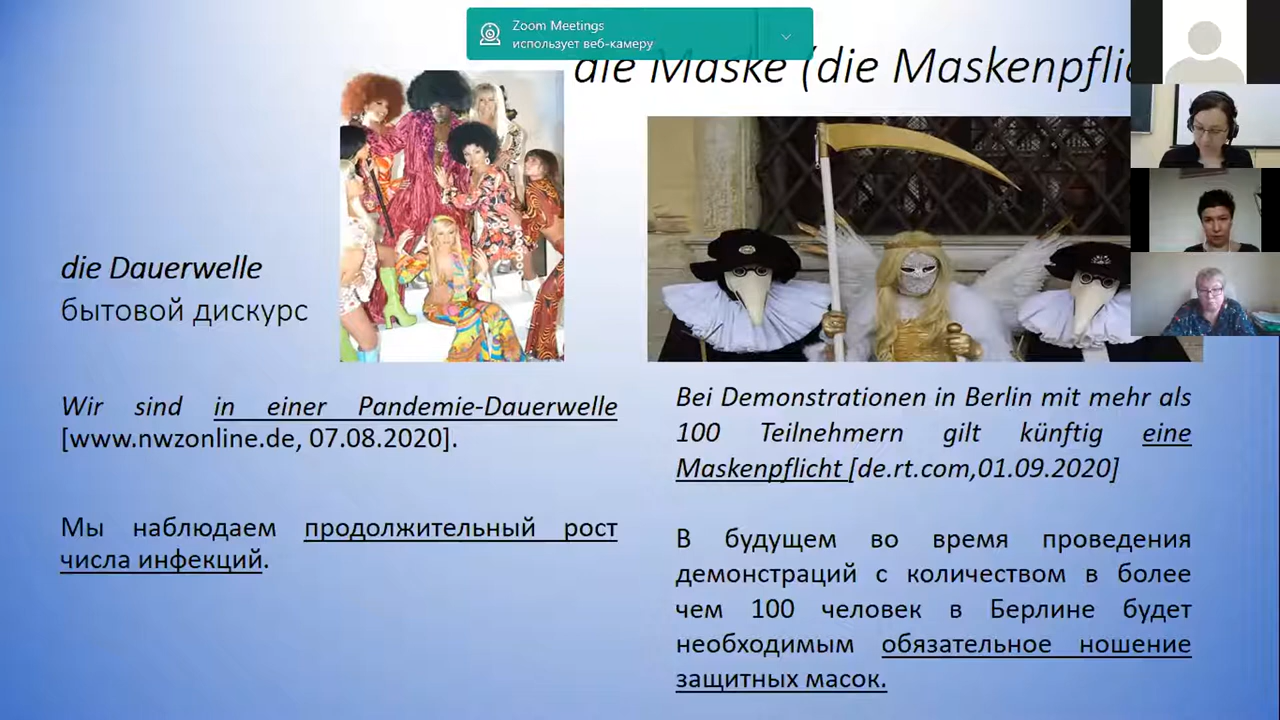 Zoom Meetings
использует веб-камеру
die Maske (die Maskenpflic
die Dauerwelle
бытовой дискурс
Wir sind in einer Pandemie-Dauerwelle
[www.nwzonline.de, 07.08.2020].
Мы наблюдаем продолжительный рост
числа инфекций.
Bei Demonstrationen in Berlin mit mehr als
100 Teilnehmern gilt künftig eine
Maskenpflicht [de.rt.com,01.09.2020]
В будущем во время проведения
демонстраций с количеством в более
чем 100 человек в Берлине будет
необходимым обязательное ношение
защитных масок.